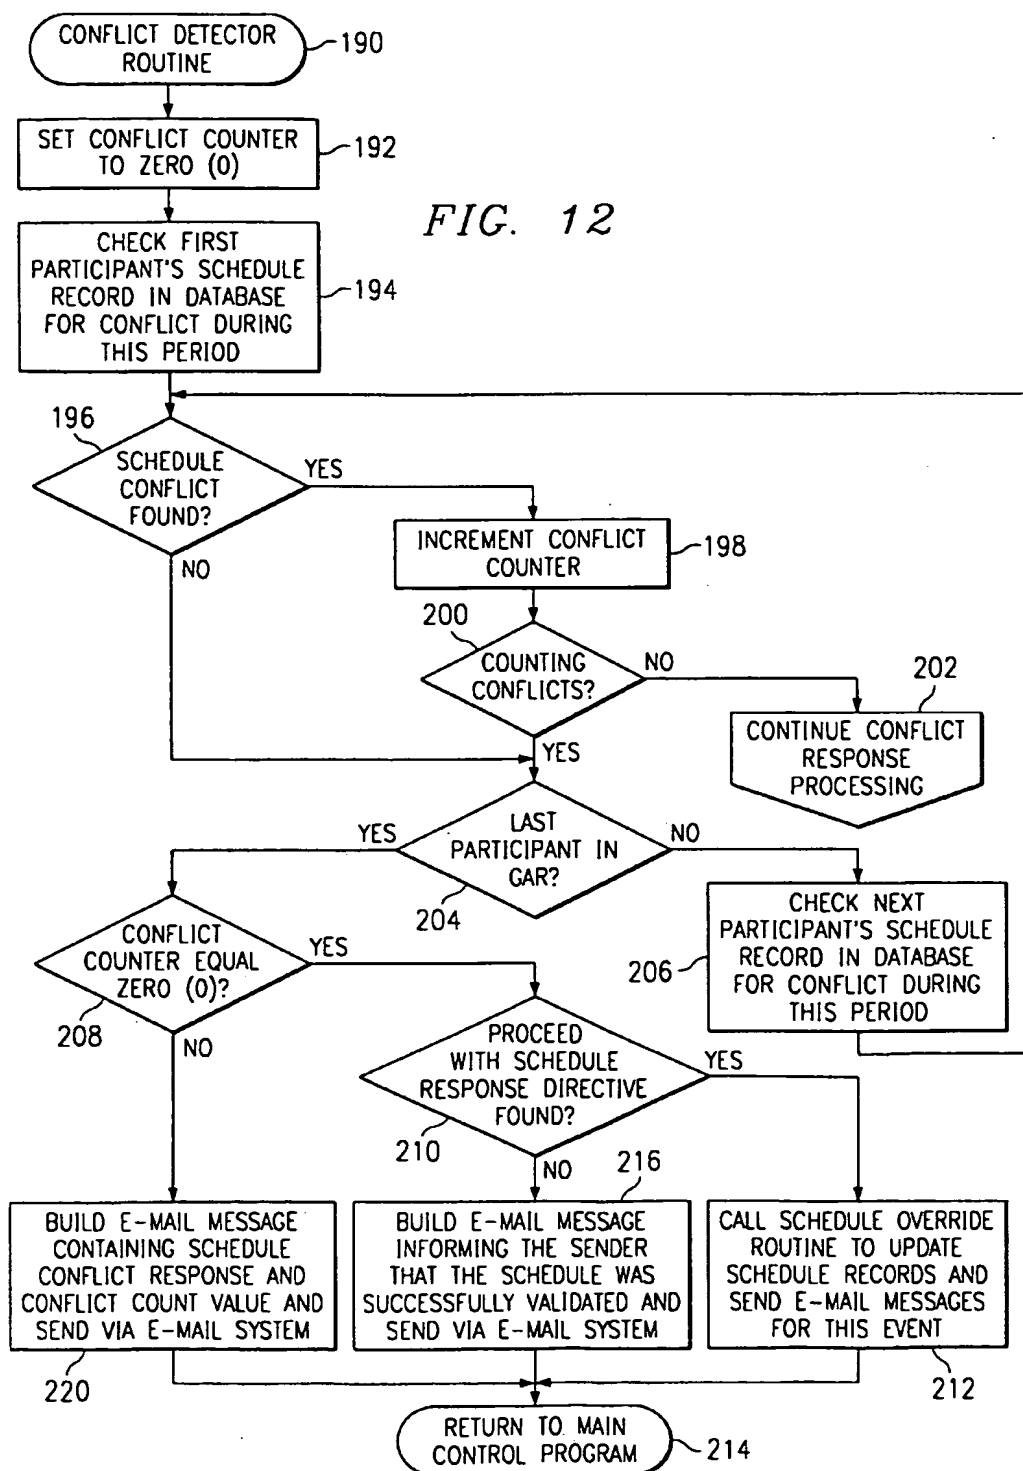 CONFLICT DETECTOR
ROUTINE
190
SET CONFLICT COUNTER
TO ZERO (0)
192
FIG. 12
CHECK FIRST
PARTICIPANT'S SCHEDULE
RECORD IN DATABASE
FOR CONFLICT DURING
THIS PERIOD
194
196
SCHEDULE
CONFLICT
FOUND?
YES
NO
INCREMENT CONFLICT
COUNTER
198
200
COUNTING
CONFLICTS?
NO
YES
202
CONTINUE CONFLICT
RESPONSE
PROCESSING
LAST
PARTICIPANT IN
GAR?
YES
NO
204
CHECK NEXT
PARTICIPANT'S SCHEDULE
RECORD IN DATABASE
FOR CONFLICT DURING
THIS PERIOD
206
CONFLICT
COUNTER EQUAL
ZERO (0)?
YES
208
NO
PROCEED
WITH SCHEDULE
RESPONSE DIRECTIVE
FOUND?
YES
210
NO
216
BUILD E-MAIL MESSAGE
CONTAINING SCHEDULE
CONFLICT RESPONSE AND
CONFLICT COUNT VALUE AND
SEND VIA E-MAIL SYSTEM
220
BUILD E-MAIL MESSAGE
INFORMING THE SENDER
THAT THE SCHEDULE WAS
SUCCESSFULLY VALIDATED AND
SEND VIA E-MAIL SYSTEM
CALL SCHEDULE OVERRIDE
ROUTINE TO UPDATE
SCHEDULE RECORDS AND
SEND E-MAIL MESSAGES
FOR THIS EVENT
212
RETURN TO MAIN
CONTROL PROGRAM
214